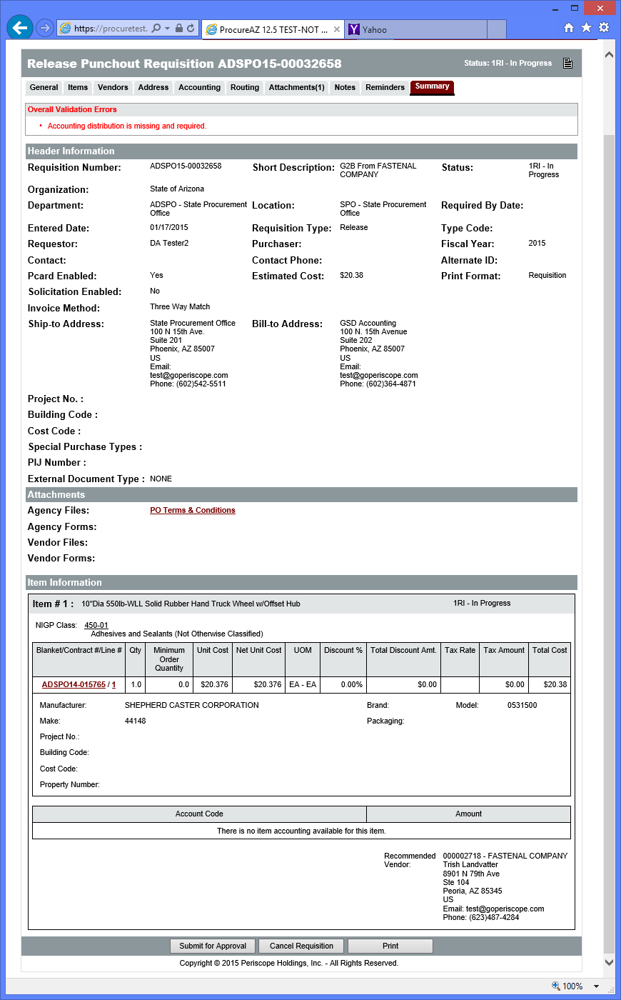 https://procuretest.
ProcureAZ 12.5 TEST-NOT ...
Yahoo
Release Punchout Requisition ADSPO15-00032658
Status: 1RI - In Progress
General Items Vendors Address Accounting Routing Attachments(1) Notes Reminders Summary
Overall Validation Errors
• Accounting distribution is missing and required.
Header Information
Requisition Number: ADSPO15-00032658 Short Description: G2B From FASTENAL COMPANY Status: 1RI - In Progress
Organization: State of Arizona
Department: ADSPO - State Procurement Office Location: SPO - State Procurement Office Required By Date:
Entered Date: 01/17/2015 Requisition Type: Release Type Code:
Requestor: DA Tester2 Purchaser: Fiscal Year: 2015
Contact: Contact Phone: Alternate ID:
Pcard Enabled: Yes Estimated Cost: $20.38 Print Format: Requisition
Solicitation Enabled: No
Invoice Method: Three Way Match
Ship-to Address: State Procurement Office Bill-to Address: GSD Accounting
100 N 15th Ave. 100 N. 15th Avenue
Suite 201 Suite 202
Phoenix, AZ 85007 Phoenix, AZ 85007
US US
Email: Email:
test@goperiscope.com test@goperiscope.com
Phone: (602)542-5511 Phone: (602)364-4871
Project No. :
Building Code :
Cost Code :
Special Purchase Types :
PIJ Number :
External Document Type : NONE
Attachments
Agency Files: PO Terms & Conditions
Agency Forms:
Vendor Files:
Vendor Forms:
Item Information
Item # 1 : 10"Dia 550lb-WLL Solid Rubber Hand Truck Wheel w/Offset Hub 1RI - In Progress
NIGP Class: 450-01
Adhesives and Sealants (Not Otherwise Classified)
Blanket/Contract #/Line # Qty Minimum Order Quantity Unit Cost Net Unit Cost UOM Discount % Total Discount Amt. Tax Rate Tax Amount Total Cost
ADSPO14-015765 / 1 1.0 0.0 $20.376 $20.376 EA - EA 0.00% $0.00 $0.00 $20.38
Manufacturer: SHEPHERD CASTER CORPORATION Brand: Model: 0531500
Make: 44148 Packaging:
Project No.:
Building Code:
Cost Code:
Property Number:
Account Code Amount
There is no item accounting available for this item.
Recommended Vendor: 000002718 - FASTENAL COMPANY
Trish Landvatter
8901 N 79th Ave
Ste 104
Peoria, AZ 85345
US
Email: test@goperiscope.com
Phone: (623)487-4284
Submit for Approval Cancel Requisition Print
Copyright © 2015 Periscope Holdings, Inc. - All Rights Reserved.
100%